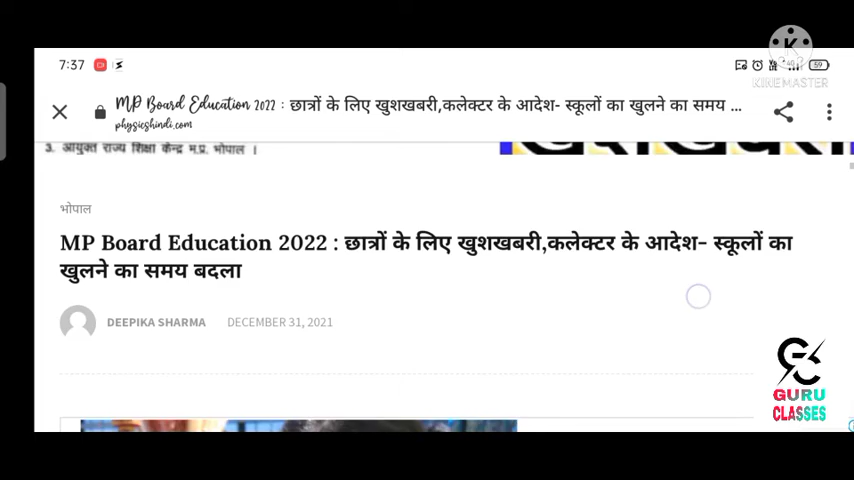 7:37
59
K
KINEMASTER
MP Board Education 2022 : छात्रों के लिए खुशखबरी,कलेक्टर के आदेश- स्कूलों का खुलने का समय ...
physicshindi.com
3. आयुक्त राज्य शिक्षा केन्द्र म.प्र. भोपाल ।
भोपाल
MP Board Education 2022 : छात्रों के लिए खुशखबरी,कलेक्टर के आदेश- स्कूलों का
खुलने का समय बदला
DEEPIKA SHARMA DECEMBER 31, 2021
GURU
CLASSES